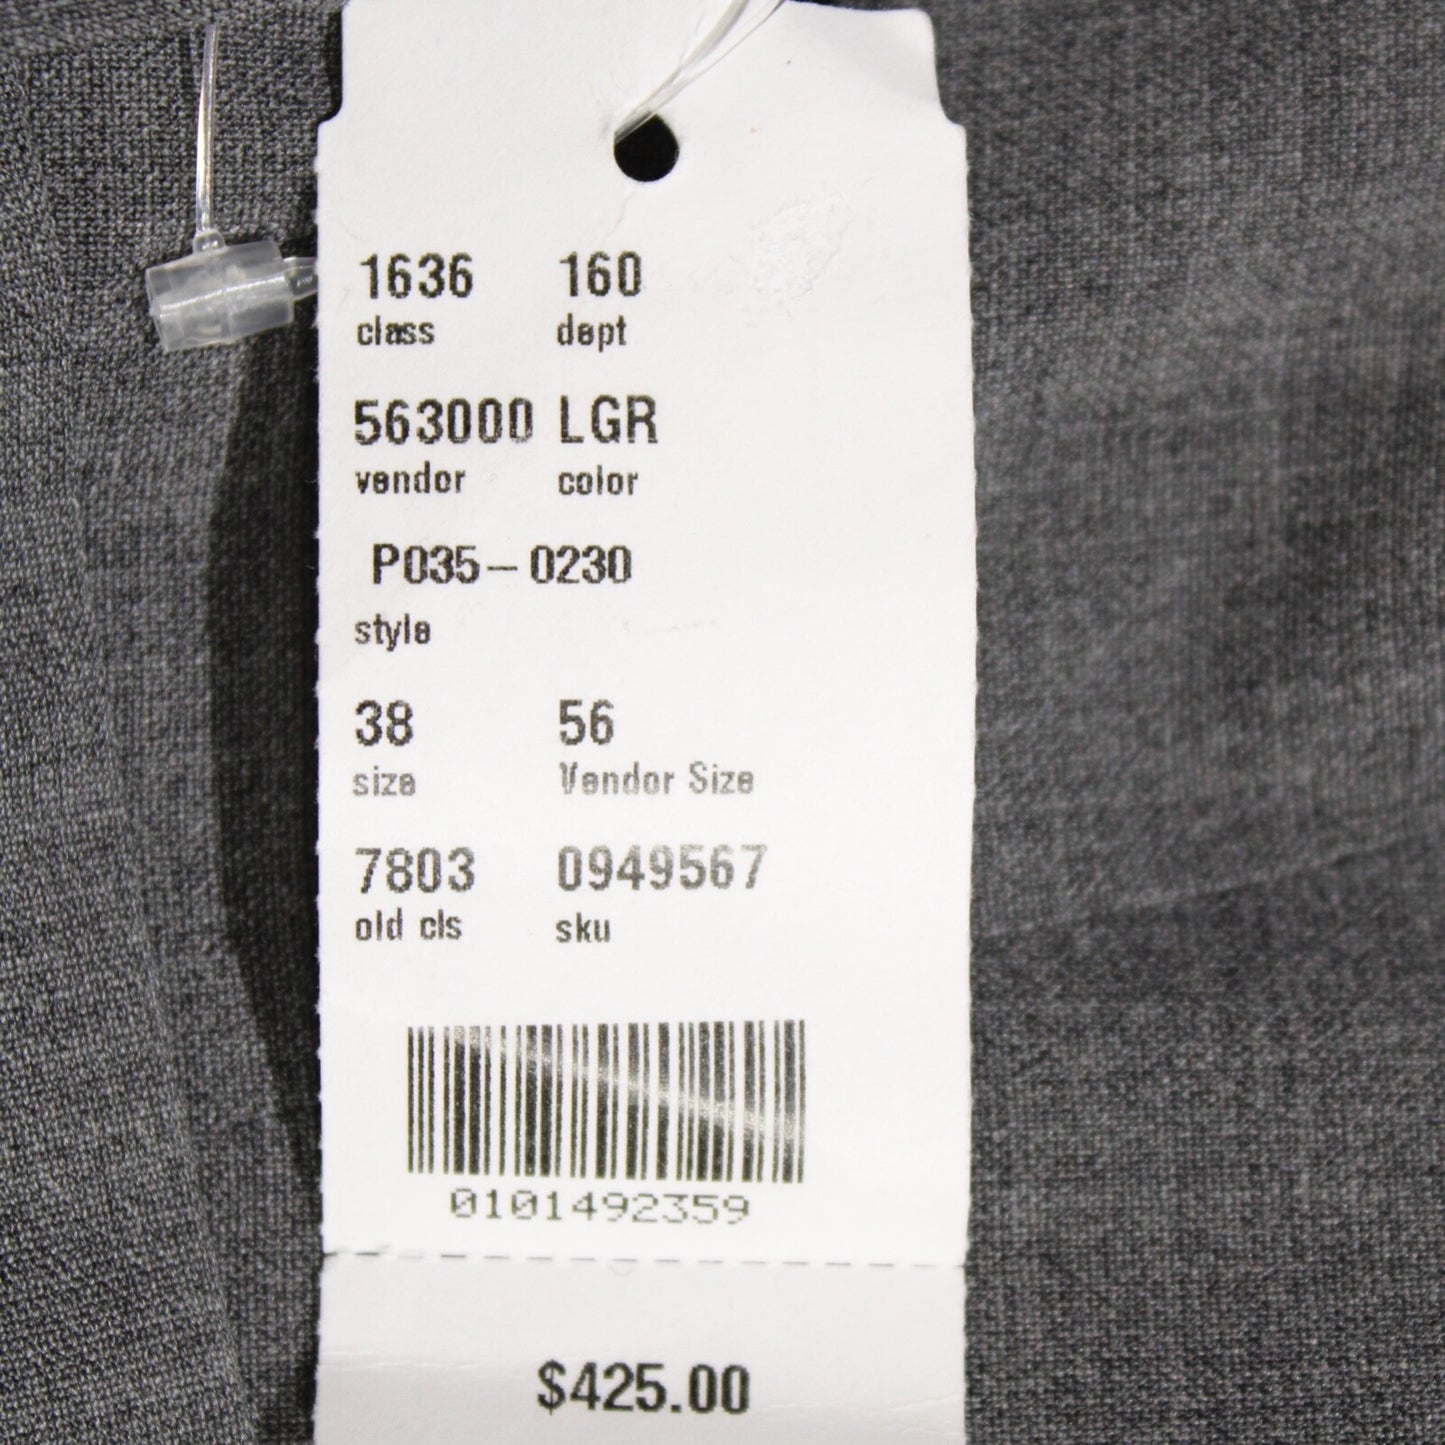 1636 160
class dept
563000 LGR
vendor color
P035-0230
style
38 56
size Vendor Size
7803 0949567
old cls sku
0101492359
$425.00